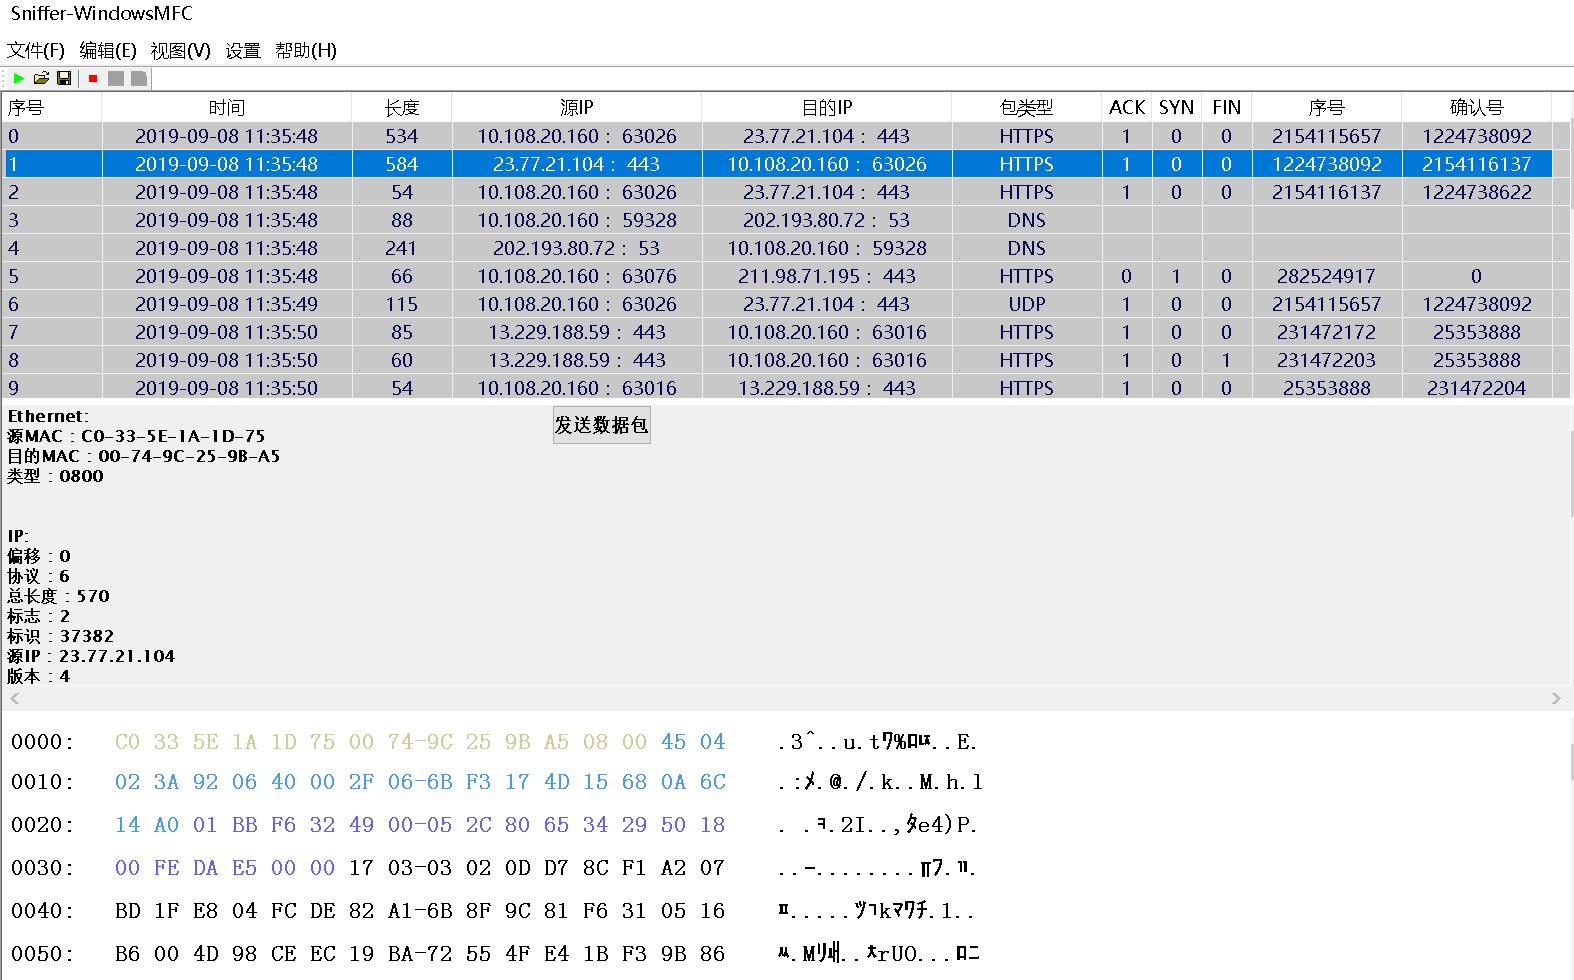 Sniffer-WindowsMFC
文件(F) 编辑(E) 视图(V) 设置 帮助(H)
序号 时间 长度 源IP 目的IP 包类型 ACK SYN FIN 序号 确认号
0 2019-09-08 11:35:48 534 10.108.20.160 : 63026 23.77.21.104 : 443 HTTPS 1 0 0 2154115657 1224738092
1 2019-09-08 11:35:48 584 23.77.21.104 : 443 10.108.20.160 : 63026 HTTPS 1 0 0 1224738092 2154116137
2 2019-09-08 11:35:48 54 10.108.20.160 : 63026 23.77.21.104 : 443 HTTPS 1 0 0 2154116137 1224738622
3 2019-09-08 11:35:48 88 10.108.20.160 : 59328 202.193.80.72 : 53 DNS
4 2019-09-08 11:35:48 241 202.193.80.72 : 53 10.108.20.160 : 59328 DNS
5 2019-09-08 11:35:48 66 10.108.20.160 : 63076 211.98.71.195 : 443 HTTPS 0 1 0 282524917 0
6 2019-09-08 11:35:49 115 10.108.20.160 : 63026 23.77.21.104 : 443 UDP 1 0 0 2154115657 1224738092
7 2019-09-08 11:35:50 85 13.229.188.59 : 443 10.108.20.160 : 63016 HTTPS 1 0 0 231472172 25353888
8 2019-09-08 11:35:50 60 13.229.188.59 : 443 10.108.20.160 : 63016 HTTPS 1 0 1 231472203 25353888
9 2019-09-08 11:35:50 54 10.108.20.160 : 63016 13.229.188.59 : 443 HTTPS 1 0 0 25353888 231472204
Ethernet:
发送数据包
源MAC：C0-33-5E-1A-1D-75
目的MAC：00-74-9C-25-9B-A5
类型：0800
IP:
偏移：0
协议：6
总长度：570
标志：2
标识：37382
源IP：23.77.21.104
版本：4
0000: C0 33 5E 1A 1D 75 00 74-9C 25 9B A5 08 00 45 04
0010: 02 3A 92 06 40 00 2F 06-6B F3 17 4D 15 68 0A 6C .:ﾒ.@./.k..M.h.l
0020: 14 A0 01 BB F6 32 49 00-05 2C 80 65 34 29 50 18
0030: 00 FE DA E5 00 00 17 03-03 02 0D D7 8C F1 A2 07
0040: BD 1F E8 04 FC DE 82 A1-6B 8F 9C 81 F6 31 05 16
0050: B6 00 4D 98 CE EC 19 BA-72 55 4F E4 1B F3 9B 86